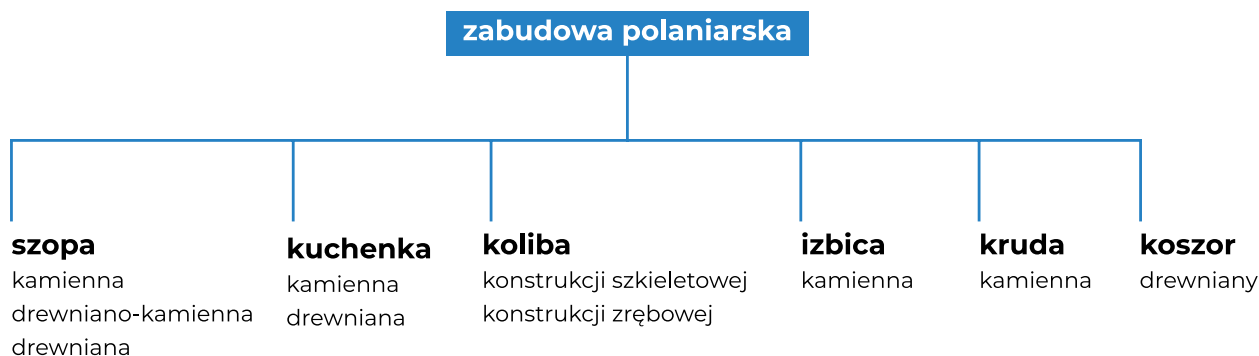 zabudowa polaniarska
szopa
kamienna
drewniano-kamienna
drewniana
kuchenka
kamienna
drewniana
koliba
konstrukcji szkieletowej
konstrukcji zrębowej
izbica
kamienna
kruda
kamienna
koszor
drewniany